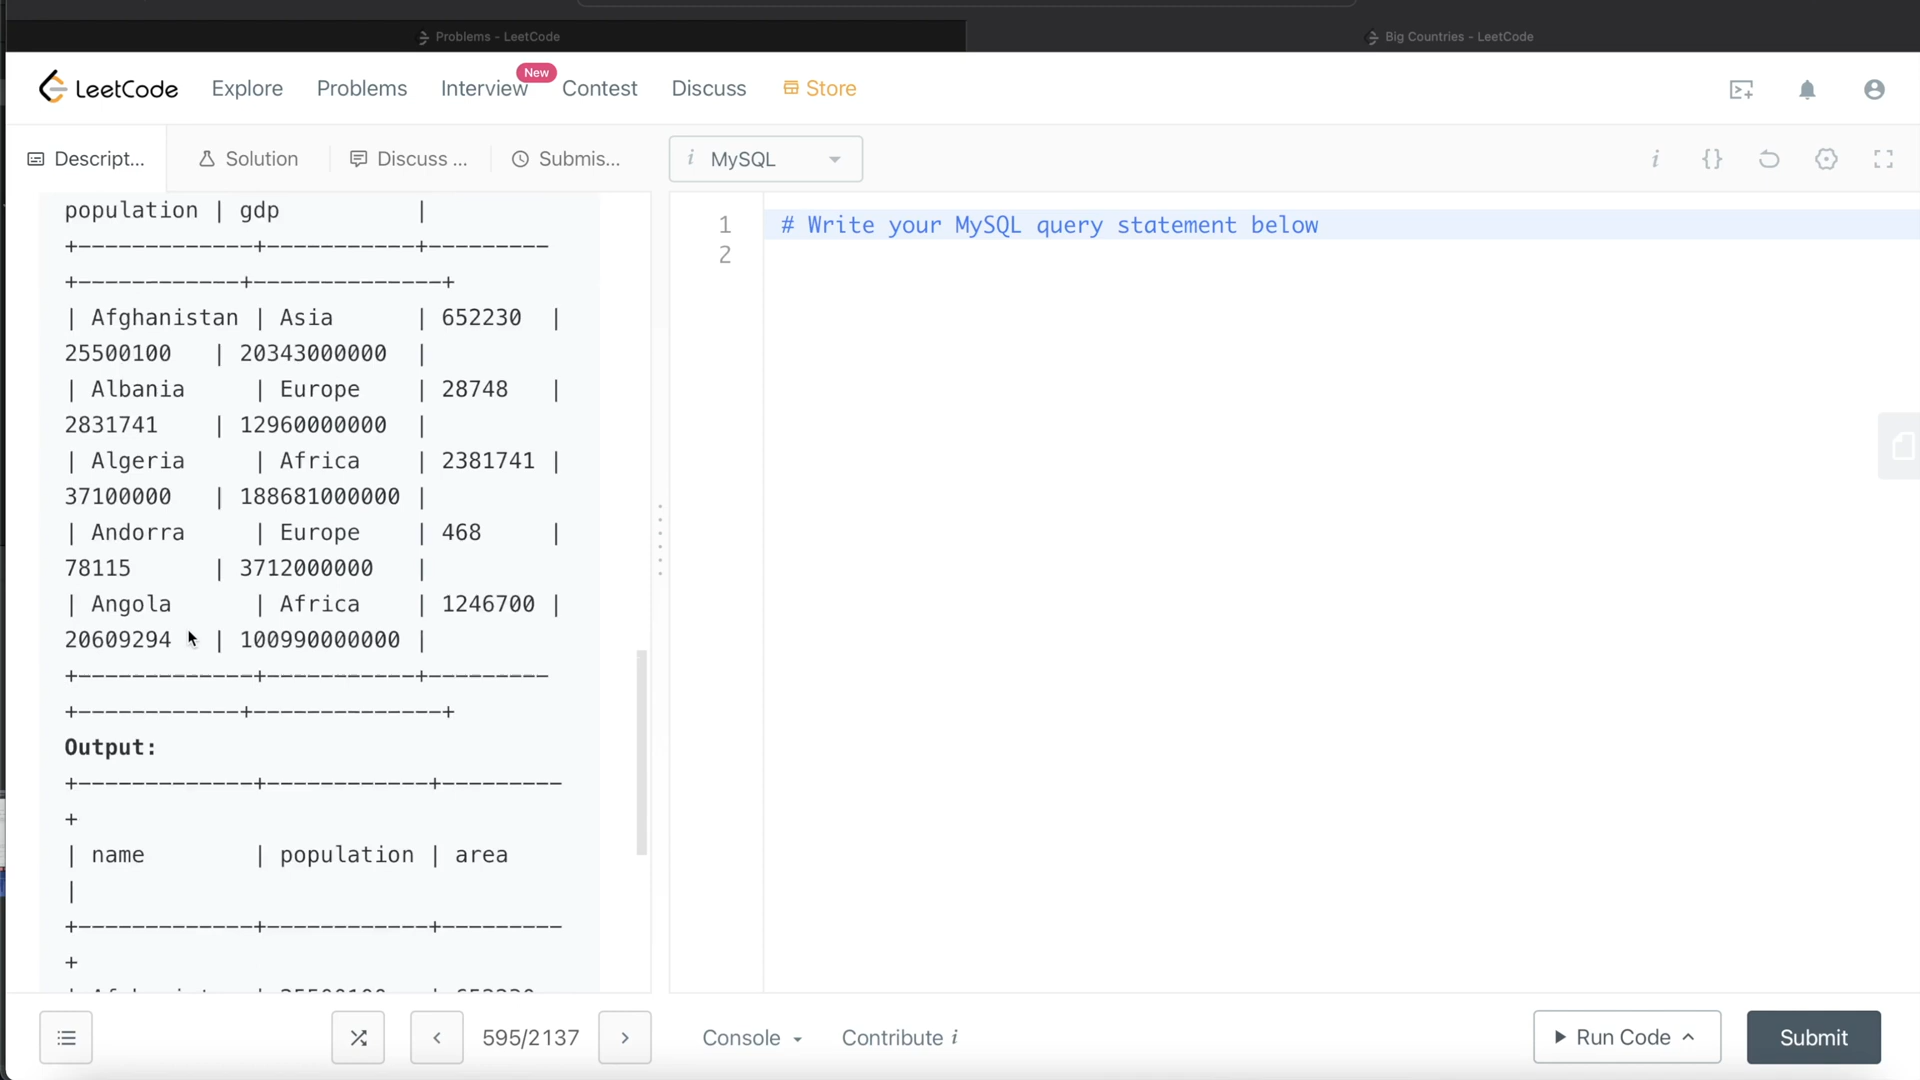 Problems - LeetCode
Big Countries - LeetCode
LeetCode Explore Problems Interview New Contest Discuss Store
Descript... Solution Discuss ... Submis... i MySQL i {}
population | gdp          |
+-------------+------------+---------
+------------+--------------+
| Afghanistan | Asia      | 652230  |
25500100   | 20343000000  |
| Albania     | Europe    | 28748   |
2831741    | 12960000000  |
| Algeria     | Africa    | 2381741 |
37100000   | 188681000000 |
| Andorra     | Europe    | 468     |
78115      | 3712000000   |
| Angola      | Africa    | 1246700 |
20609294   | 100990000000 |
+-------------+------------+---------
+------------+--------------+
Output:
+-------------+------------+---------
+
| name        | population | area
|
+-------------+------------+---------
+
1 # Write your MySQL query statement below
2
595/2137
Console Contribute i Run Code Submit